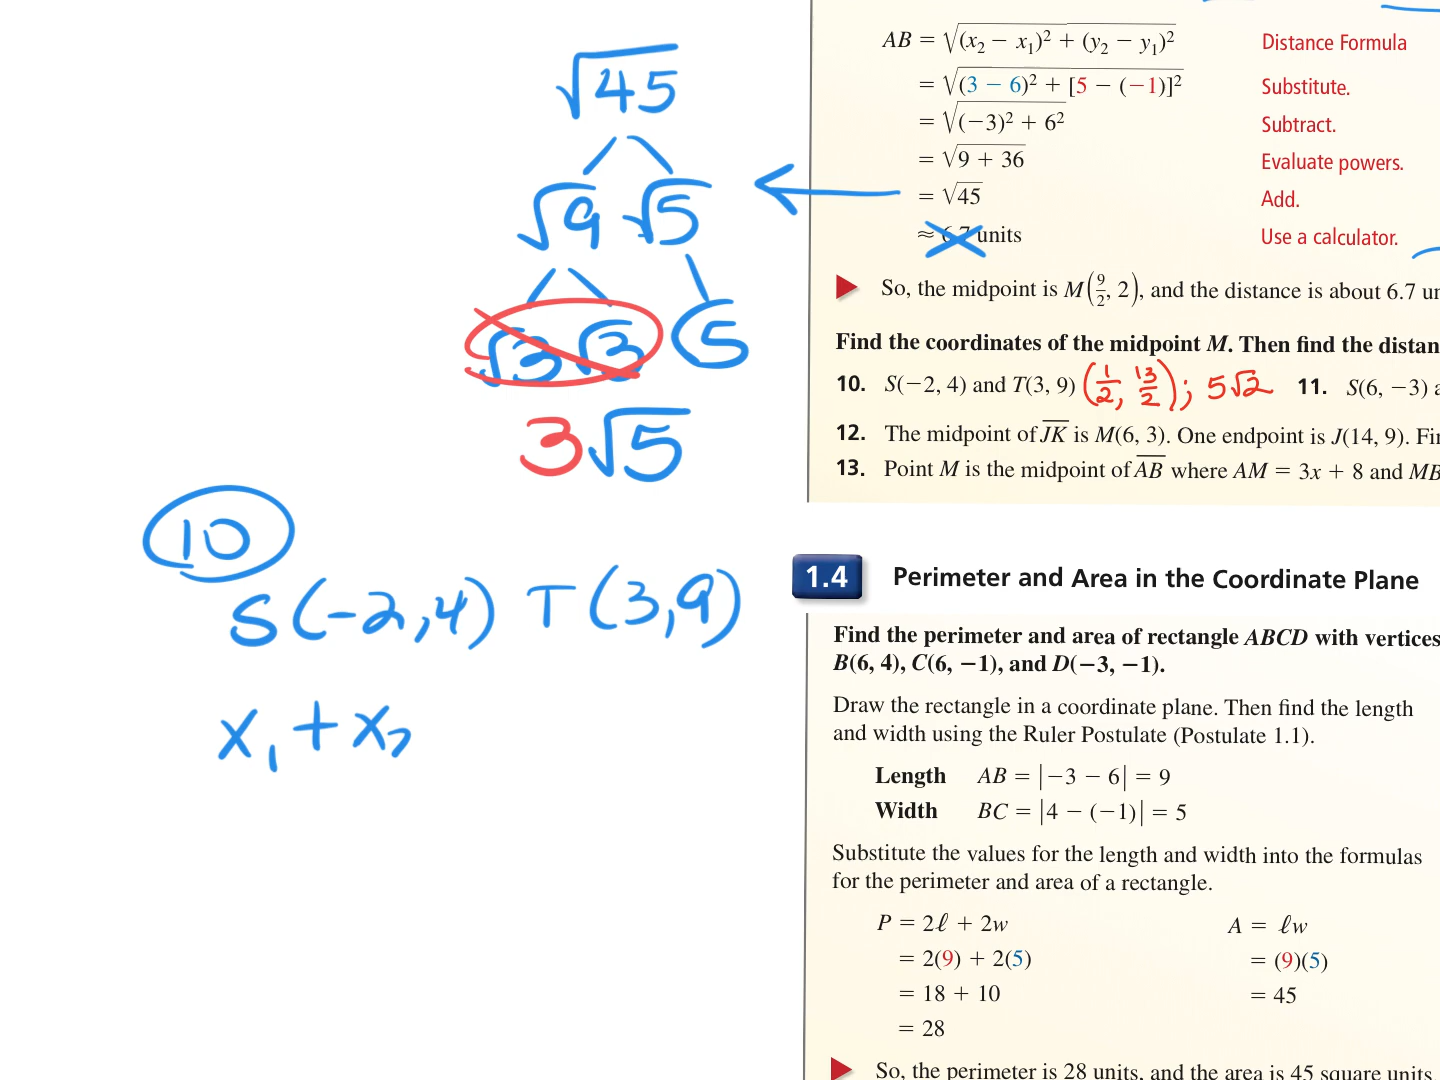 √45
√9 √5
√3 √3 5
3√5
10
S(-2,4) T(3,9)
x₁ + x₂
AB = √(x₂ − x₁)² + (y₂ − y₁)² Distance Formula
= √(3 − 6)² + [5 − (−1)]² Substitute.
= √(−3)² + 6² Subtract.
= √9 + 36 Evaluate powers.
= √45 Add.
≈ 6.7 units Use a calculator.
So, the midpoint is M(9/2, 2), and the distance is about 6.7 un
Find the coordinates of the midpoint M. Then find the distan
10. S(−2, 4) and T(3, 9) (1/2, 13/2); 5√2 11. S(6, −3) a
12. The midpoint of JK is M(6, 3). One endpoint is J(14, 9). Fin
13. Point M is the midpoint of AB where AM = 3x + 8 and MB
1.4 Perimeter and Area in the Coordinate Plane
Find the perimeter and area of rectangle ABCD with vertices
B(6, 4), C(6, −1), and D(−3, −1).
Draw the rectangle in a coordinate plane. Then find the length
and width using the Ruler Postulate (Postulate 1.1).
Length AB = |−3 − 6| = 9
Width BC = |4 − (−1)| = 5
Substitute the values for the length and width into the formulas
for the perimeter and area of a rectangle.
P = 2ℓ + 2w A = ℓw
= 2(9) + 2(5) = (9)(5)
= 18 + 10 = 45
= 28
So, the perimeter is 28 units, and the area is 45 square units